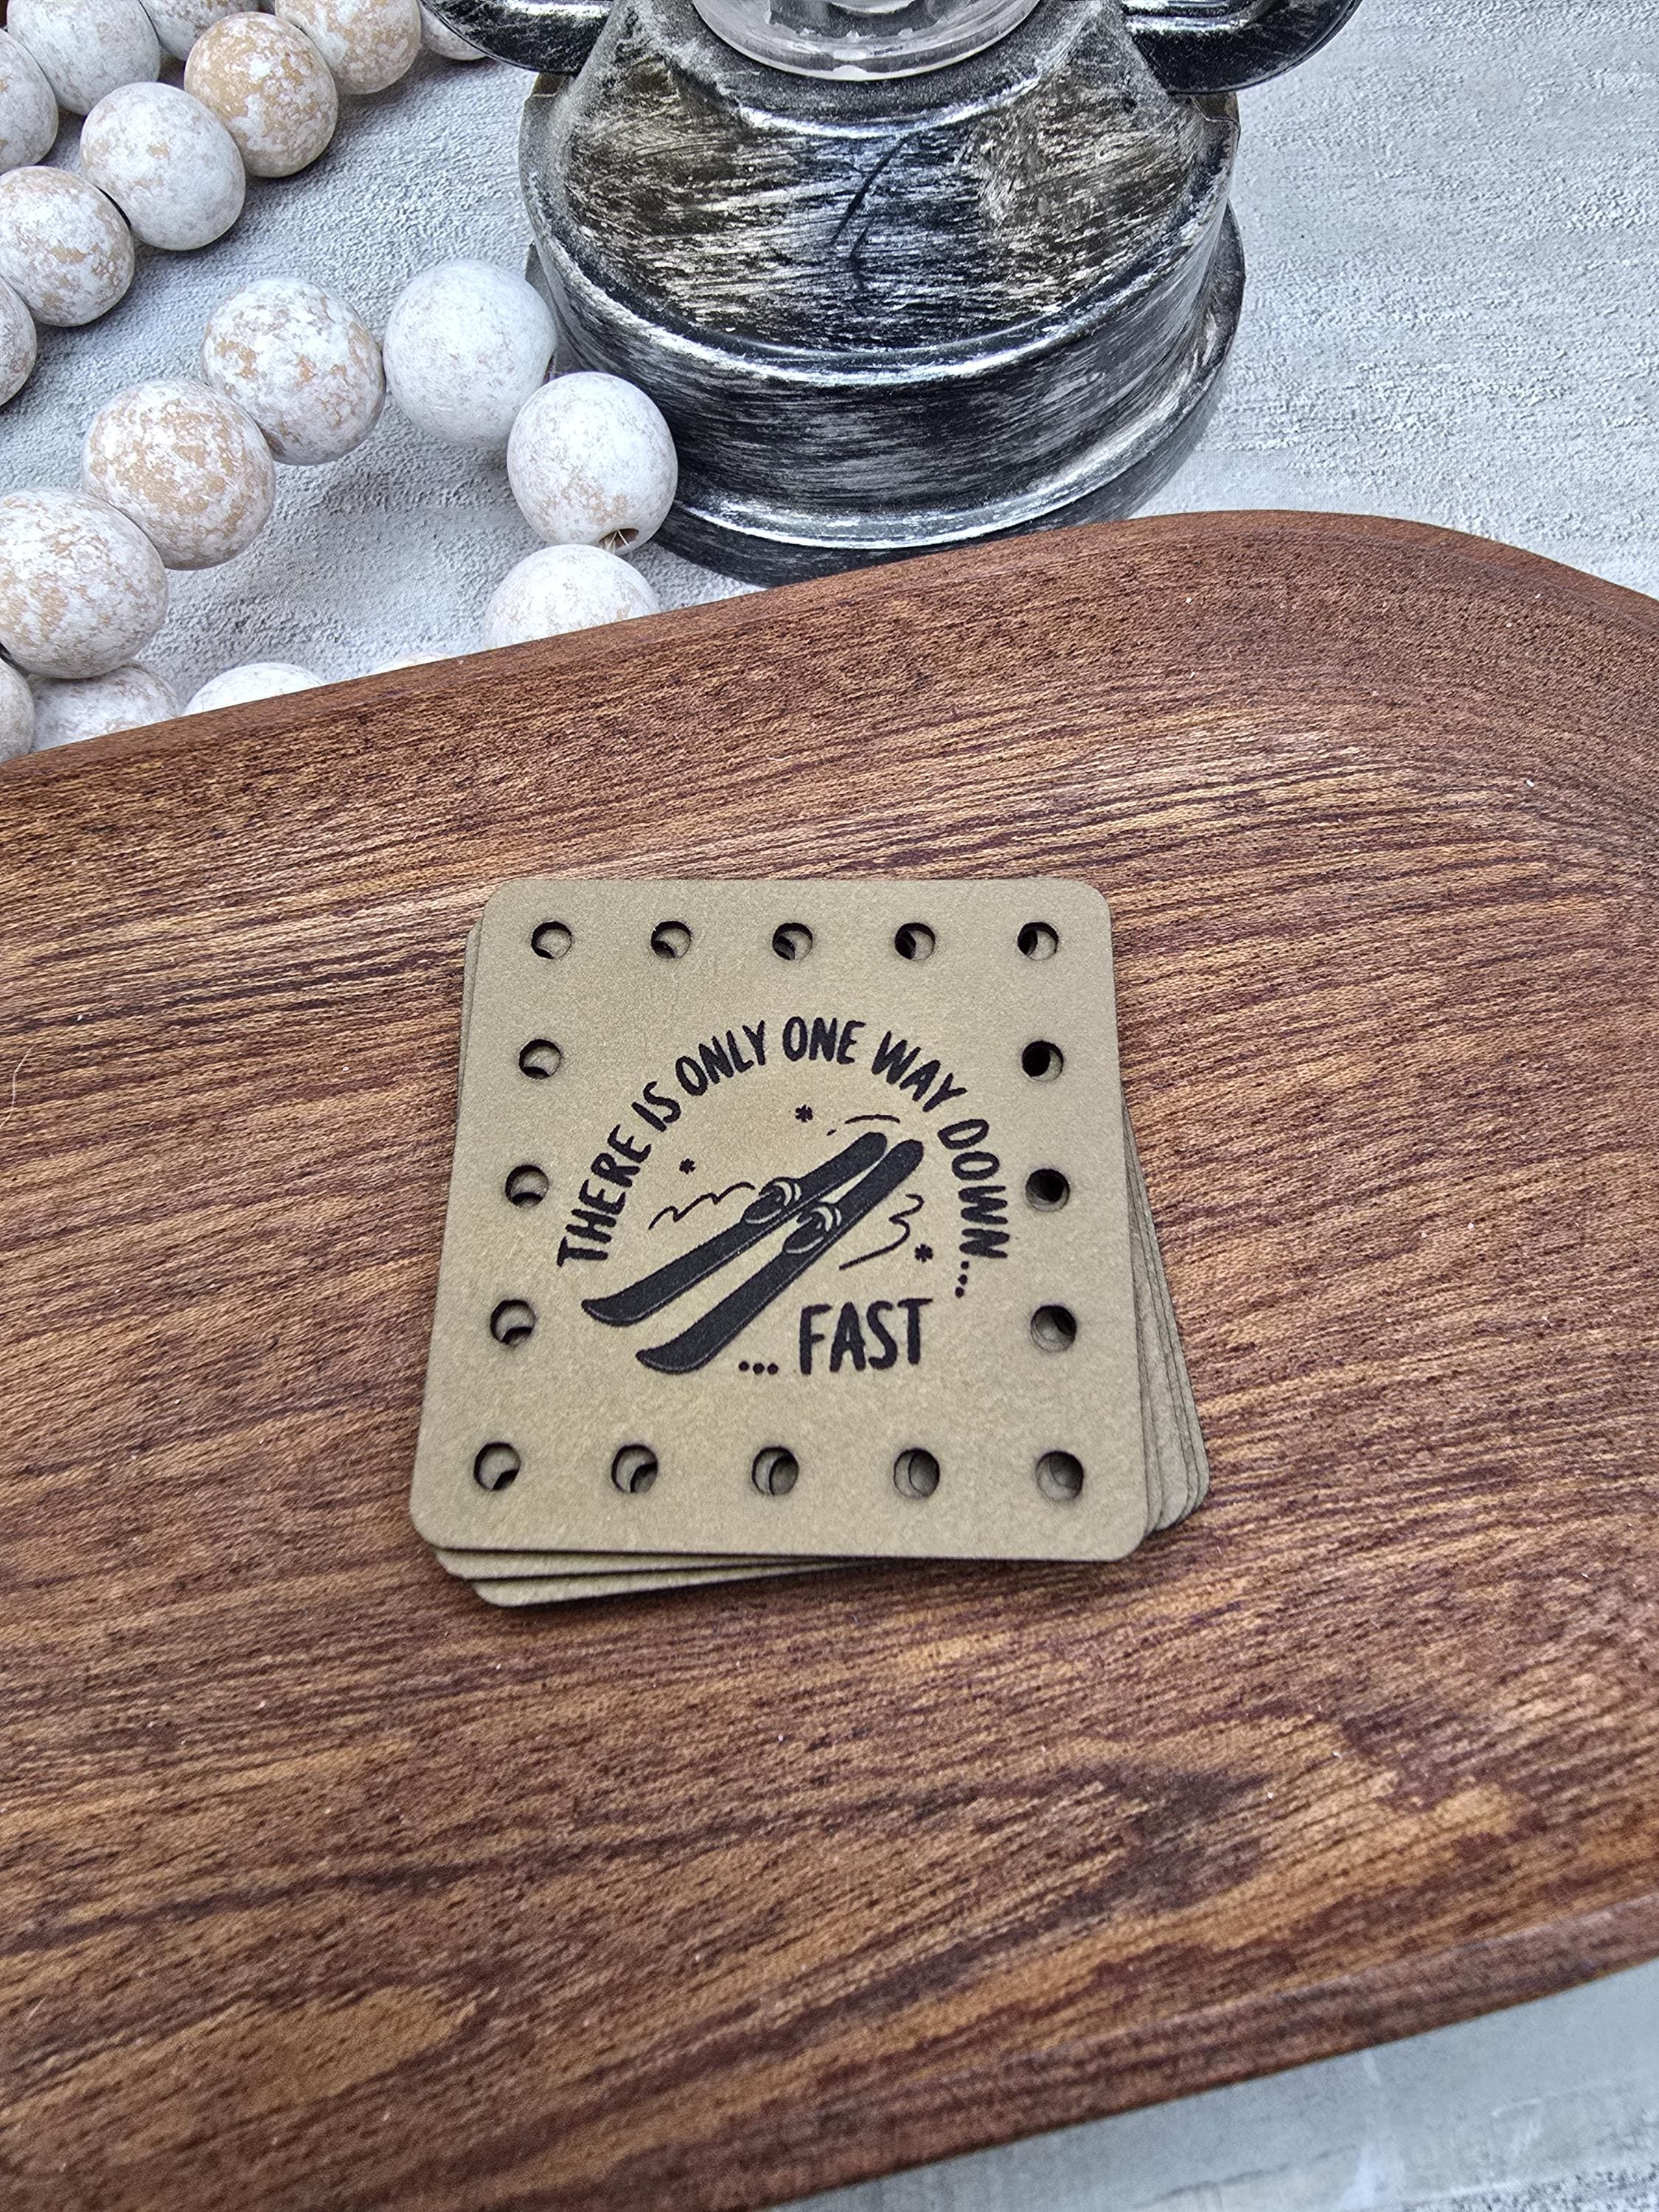 THERE IS ONLY ONE WAY DOWN...
... FAST